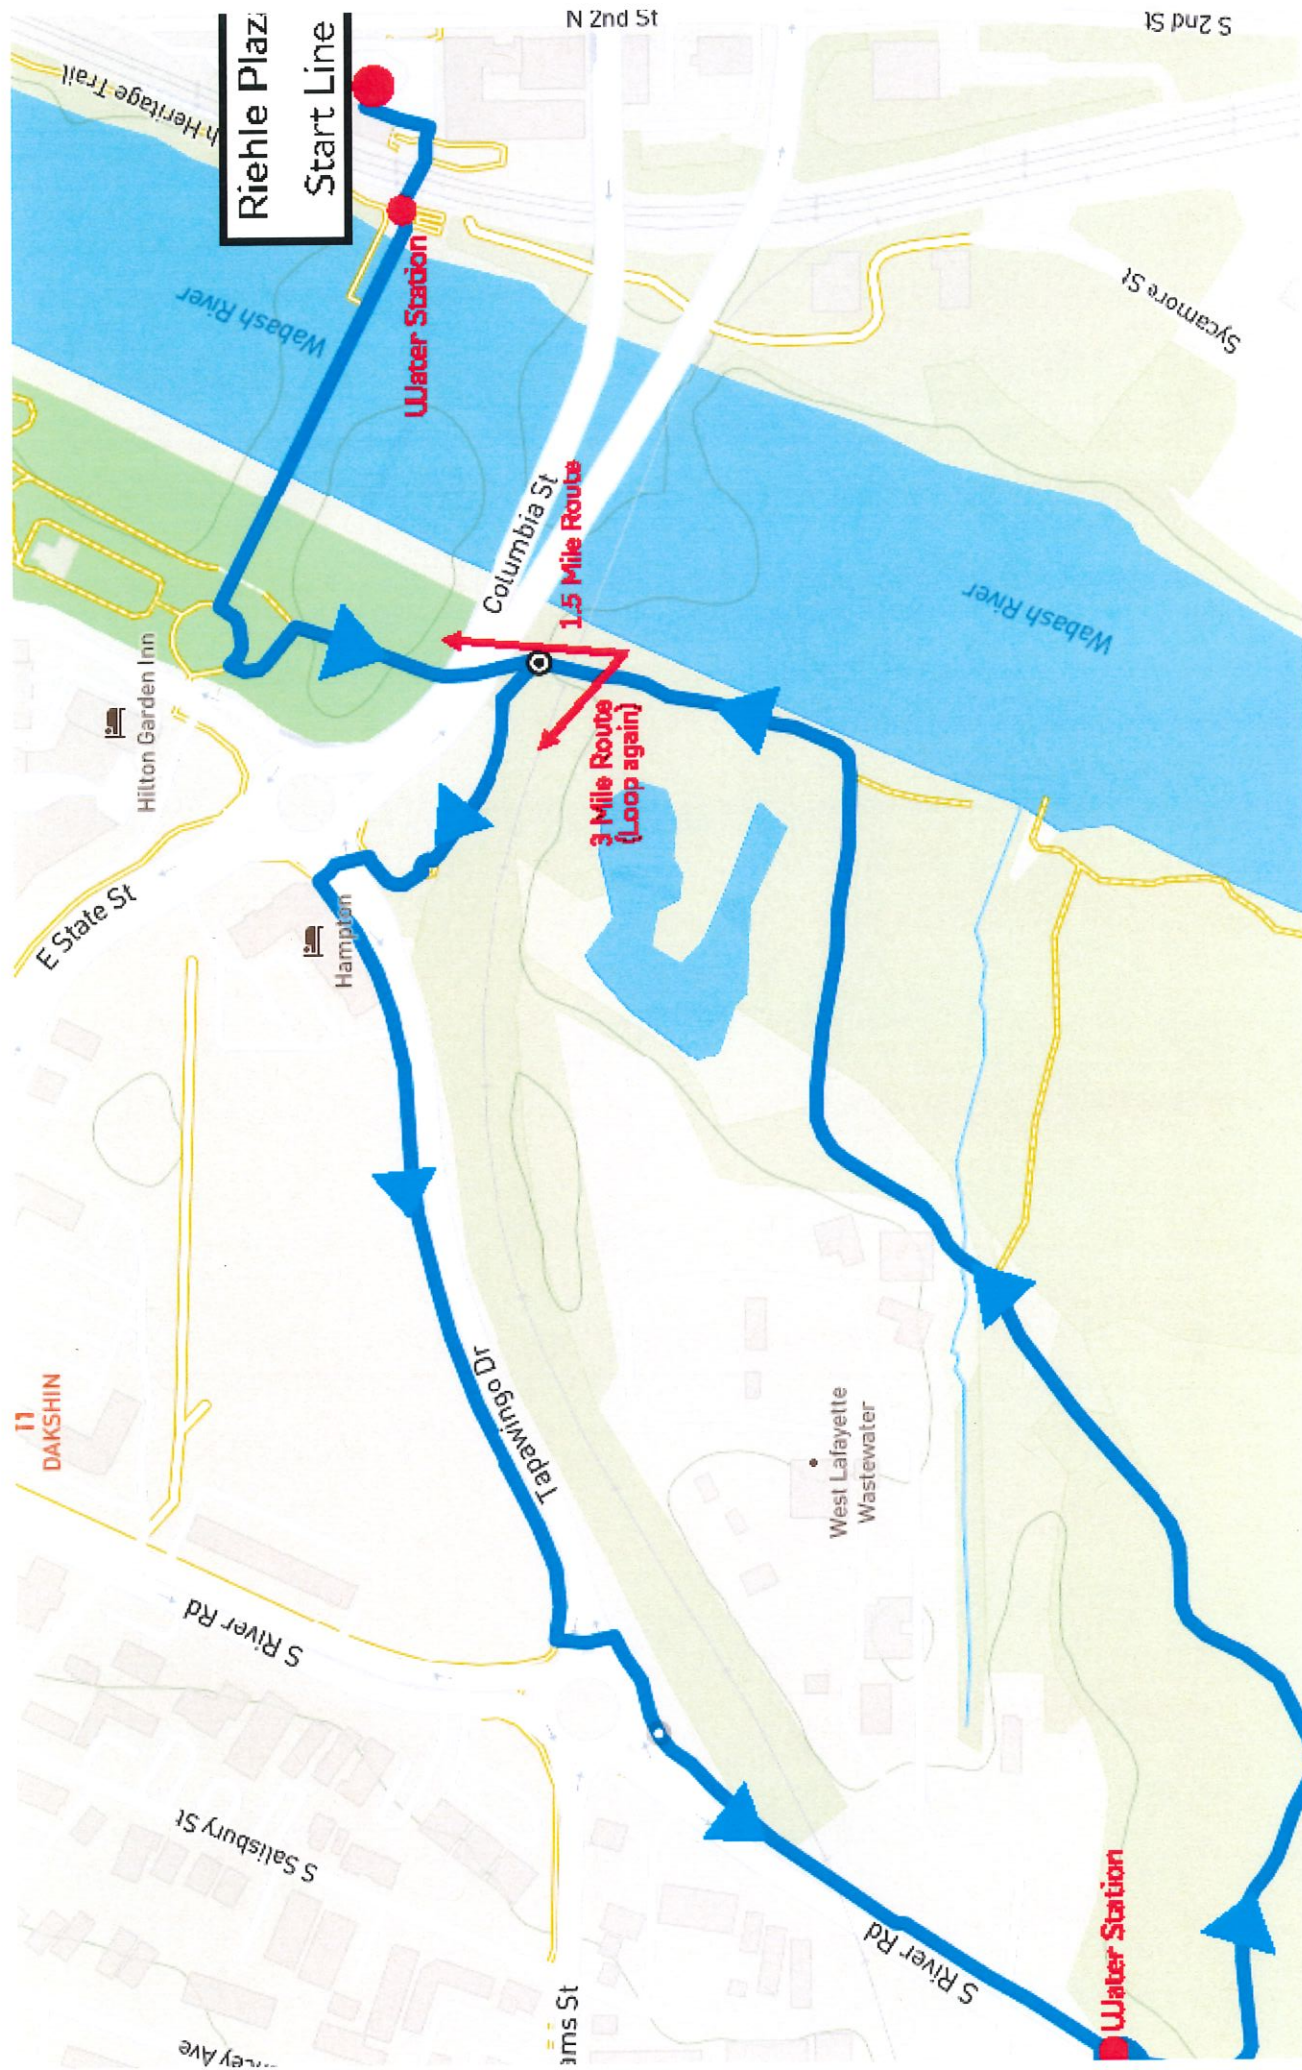 N 2nd St
S 2nd St
h Heritage Trail
Riehle Plaz
Start Line
Wabash River
Water Station
Sycamore St
Columbia St
1.5 Mile Route
Wabash River
Hilton Garden Inn
3 Mile Route
(Loop again)
E State St
Hampton
DAKSHIN
Tapawingo Dr
West Lafayette
Wastewater
S River Rd
S Salisbury St
S River Rd
Water Station
ams St
ncey Ave